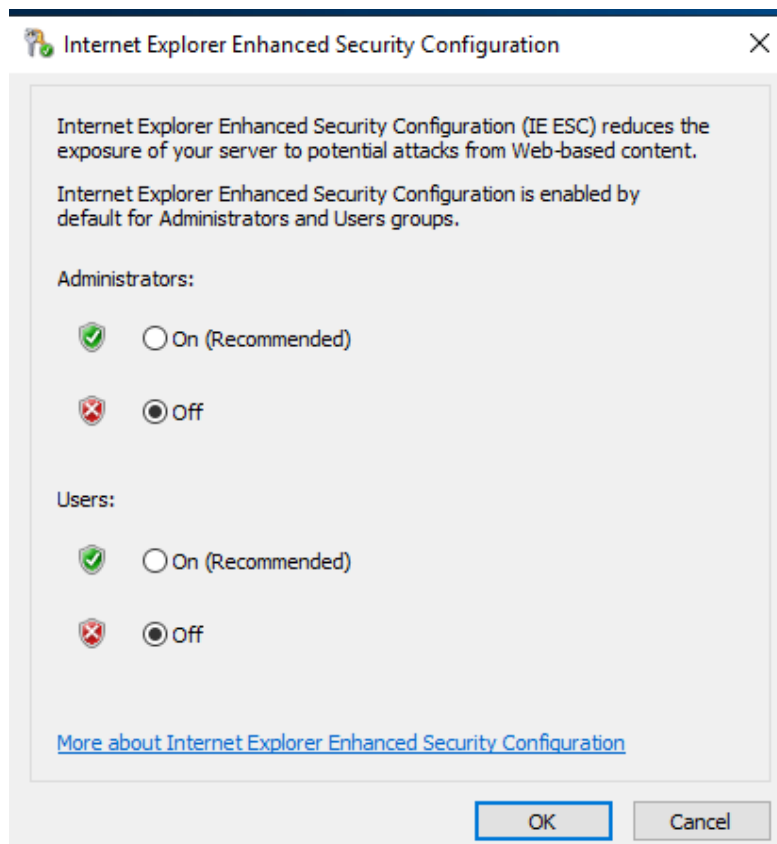 Internet Explorer Enhanced Security Configuration
Internet Explorer Enhanced Security Configuration (IE ESC) reduces the
exposure of your server to potential attacks from Web-based content.
Internet Explorer Enhanced Security Configuration is enabled by
default for Administrators and Users groups.
Administrators:
On (Recommended)
Off
Users:
On (Recommended)
Off
More about Internet Explorer Enhanced Security Configuration
OK Cancel